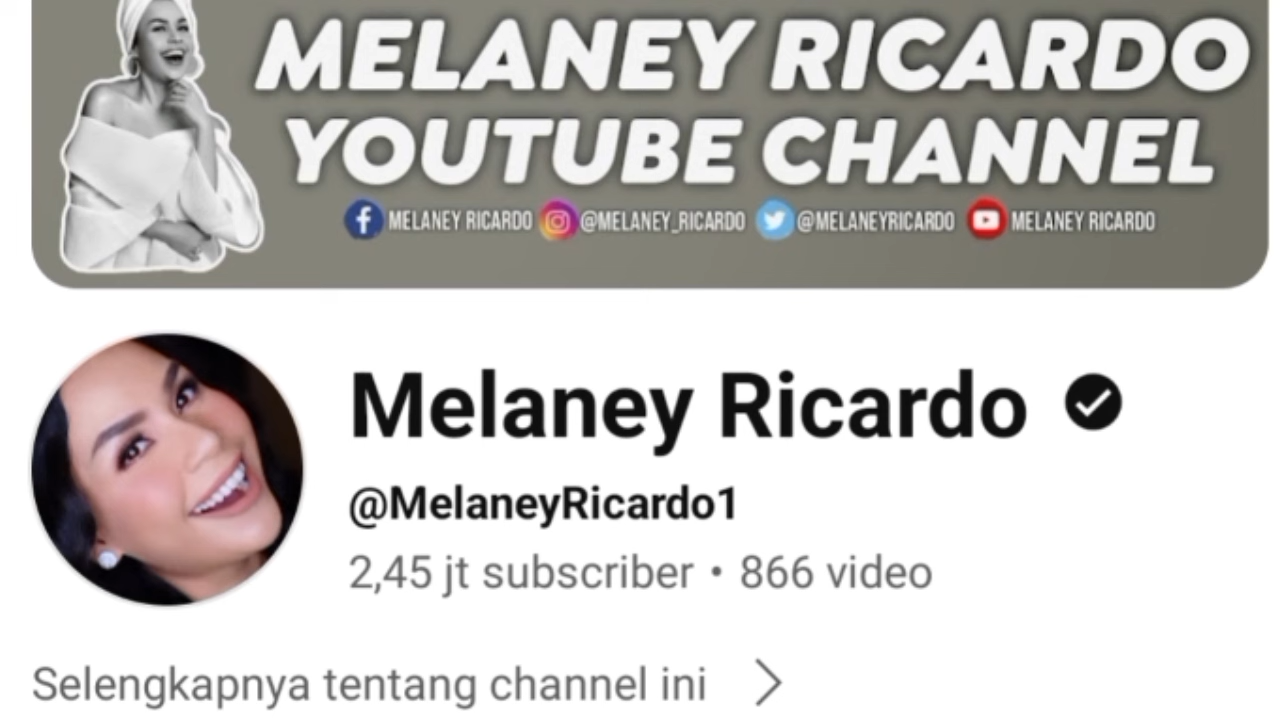 MELANEY RICARDO
YOUTUBE CHANNEL
MELANEY RICARDO @MELANEY_RICARDO @MELANEYRICARDO MELANEY RICARDO
Melaney Ricardo
@MelaneyRicardo1
2,45 jt subscriber • 866 video
Selengkapnya tentang channel ini